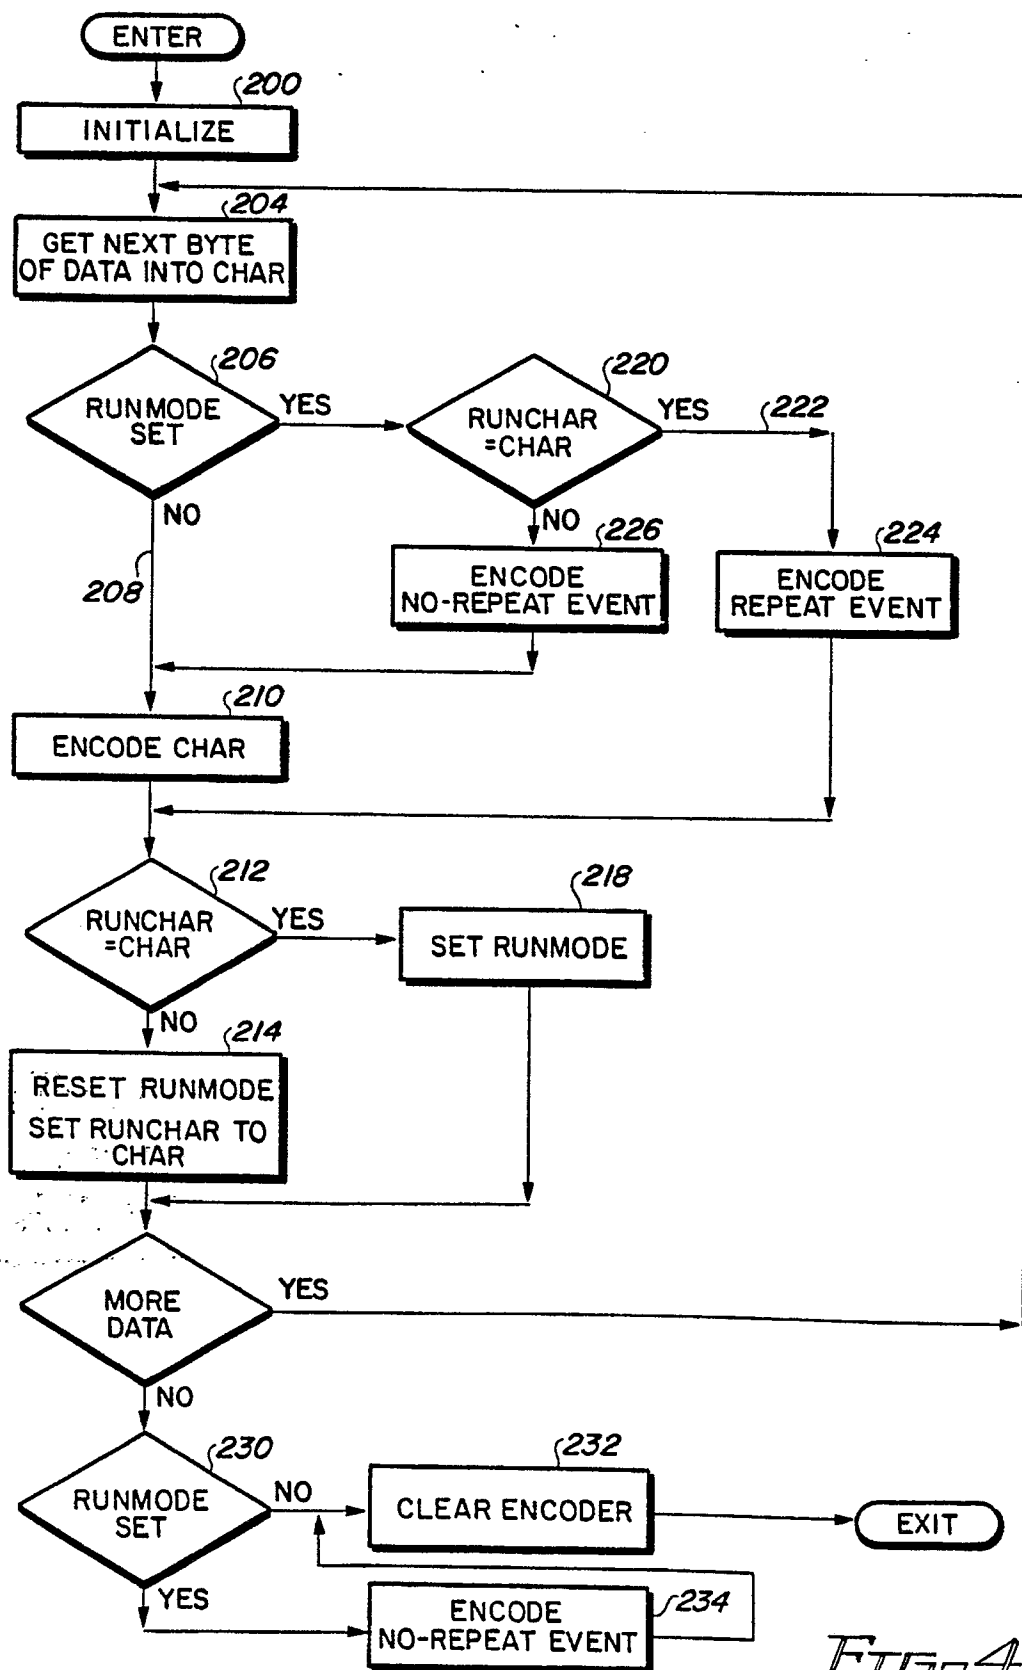 ENTER
200
INITIALIZE
204
GET NEXT BYTE
OF DATA INTO CHAR
206
RUNMODE
SET
YES
NO
220
RUNCHAR
=CHAR
YES
222
NO
208
226
ENCODE
NO-REPEAT EVENT
224
ENCODE
REPEAT EVENT
210
ENCODE CHAR
212
RUNCHAR
=CHAR
YES
218
SET RUNMODE
NO
214
RESET RUNMODE
SET RUNCHAR TO
CHAR
MORE
DATA
YES
NO
230
RUNMODE
SET
NO
232
CLEAR ENCODER
EXIT
YES
234
ENCODE
NO-REPEAT EVENT
FIG-4